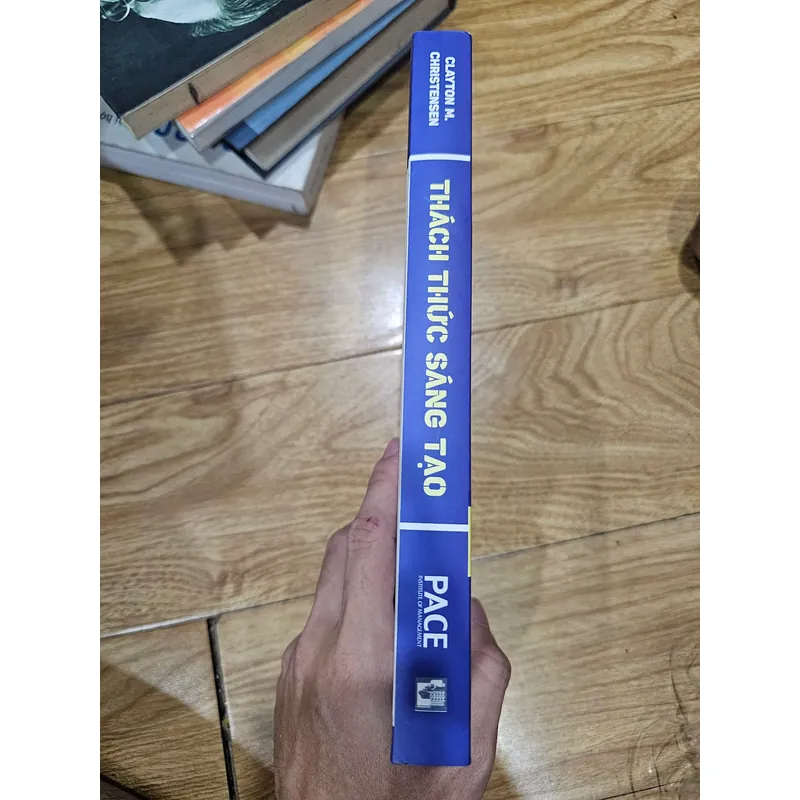 CLAYTON M.
CHRISTENSEN
THÁCH THỨC SÁNG TẠO
PACE
INSTITUTE OF MANAGEMENT